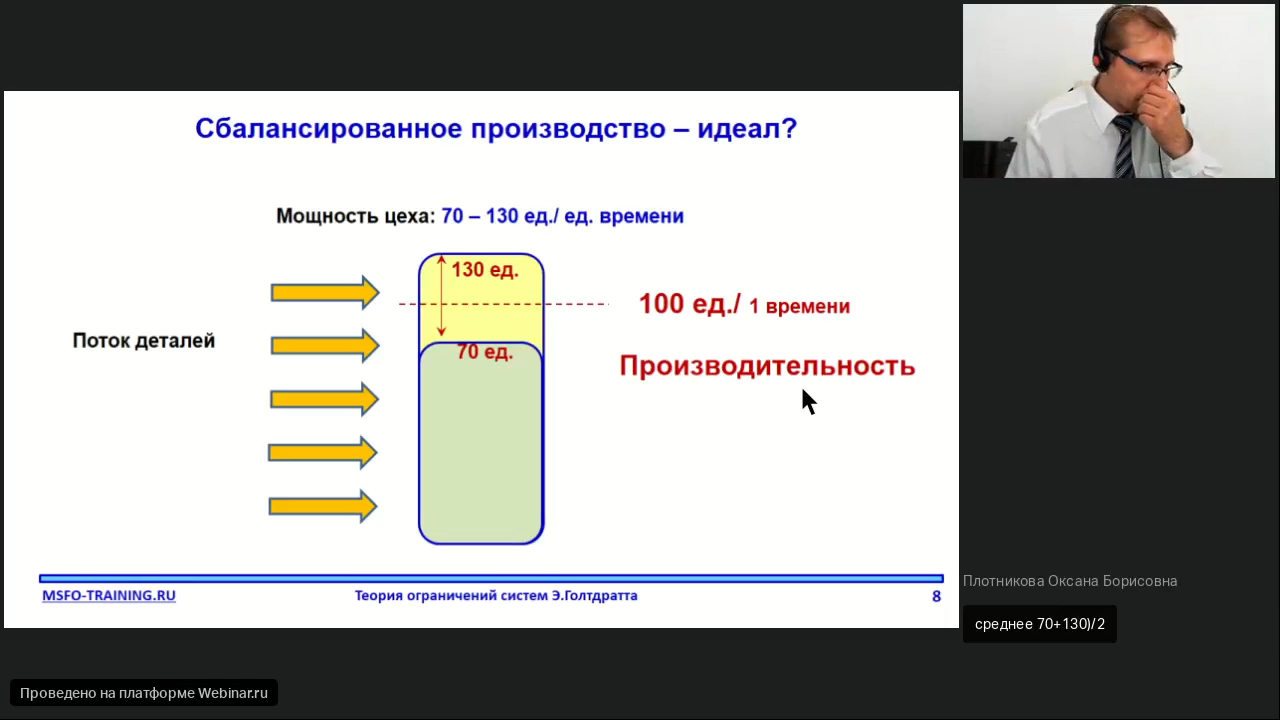 Сбалансированное производство – идеал?
Мощность цеха: 70 – 130 ед./ ед. времени
130 ед.
100 ед./ 1 времени
Поток деталей
70 ед.
Производительность
MSFO-TRAINING.RU
Теория ограничений систем Э.Голтдратта
8
Плотникова Оксана Борисовна
среднее 70+130)/2
Проведено на платформе Webinar.ru